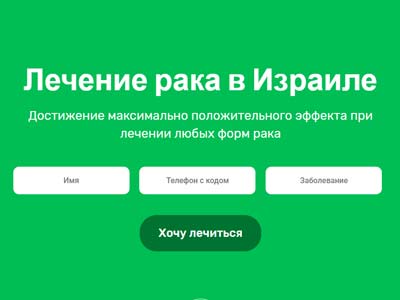 Лечение рака в Израиле
Достижение максимально положительного эффекта при
лечении любых форм рака
Имя
Телефон с кодом
Заболевание
Хочу лечиться